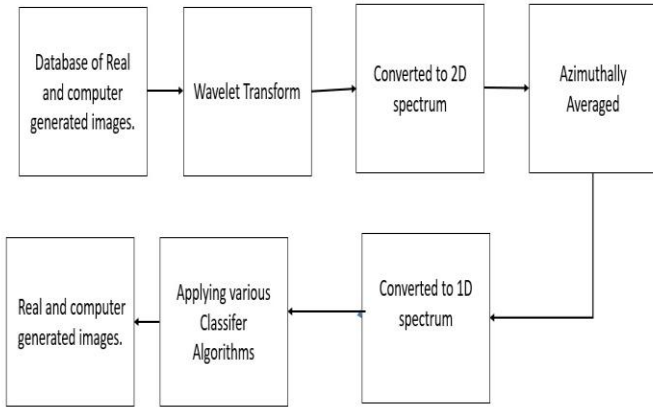 Database of Real
and computer
generated images.
Wavelet Transform
Converted to 2D
spectrum
Azimuthally
Averaged
Converted to 1D
spectrum
Applying various
Classifer
Algorithms
Real and computer
generated images.